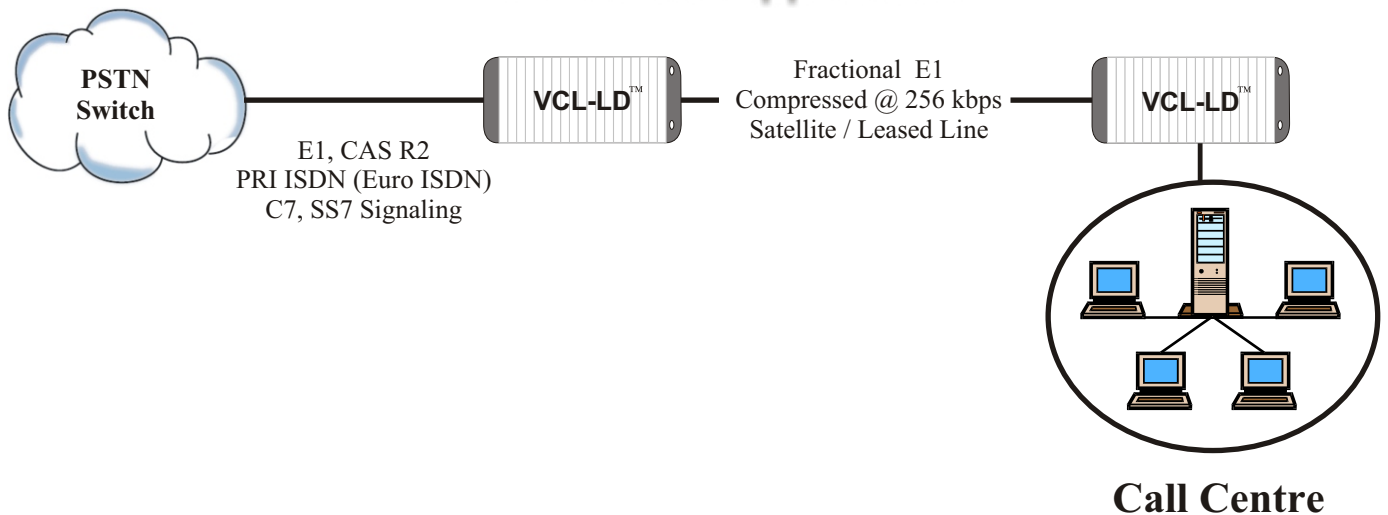 PSTN
Switch
VCL-LD™
Fractional E1
Compressed @ 256 kbps
Satellite / Leased Line
VCL-LD™
E1, CAS R2
PRI ISDN (Euro ISDN)
C7, SS7 Signaling
Call Centre